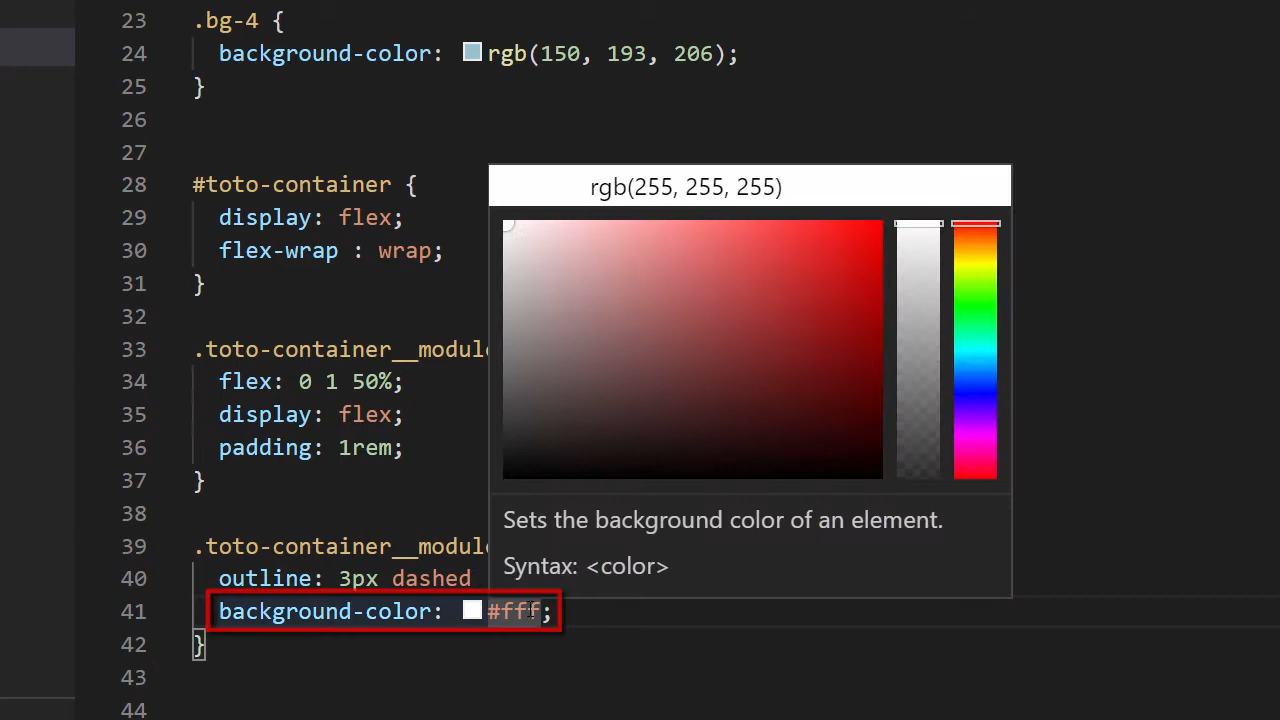 23 .bg-4 {
24 background-color: rgb(150, 193, 206);
25 }
26
27
28 #toto-container {
rgb(255, 255, 255)
29 display: flex;
30 flex-wrap : wrap;
31 }
32
33 .toto-container__module
34 flex: 0 1 50%;
35 display: flex;
36 padding: 1rem;
37 }
38
Sets the background color of an element.
Syntax: <color>
39 .toto-container__module
40 outline: 3px dashed
41 background-color: #fff;
42 }
43
44